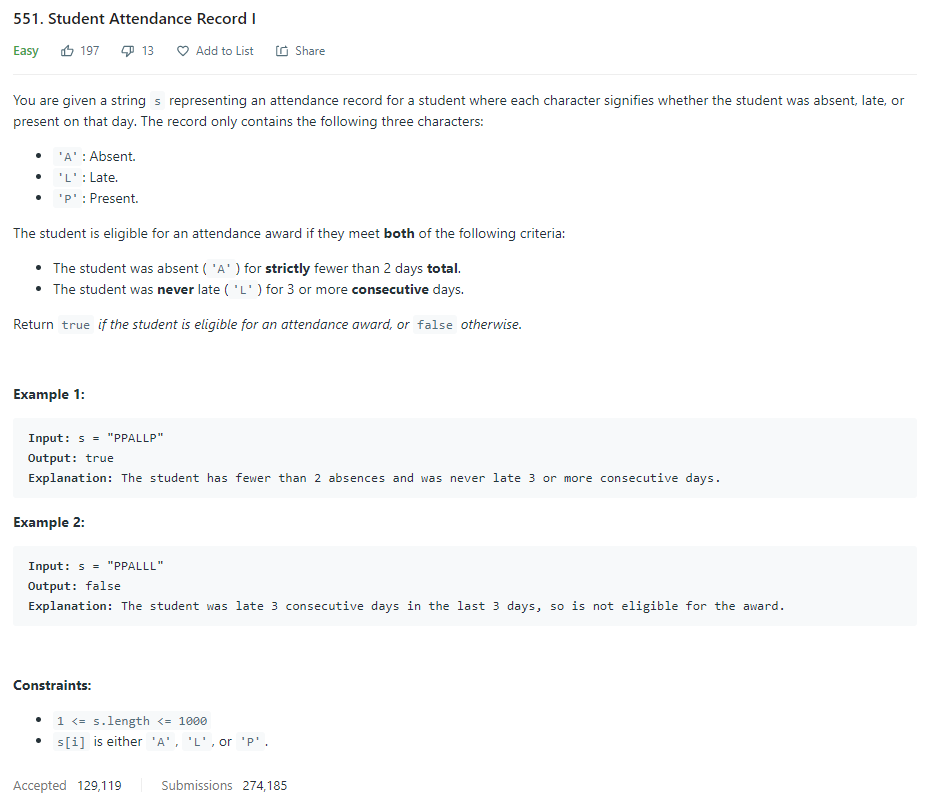 551. Student Attendance Record I
Easy 197 13 Add to List Share
You are given a string s representing an attendance record for a student where each character signifies whether the student was absent, late, or
present on that day. The record only contains the following three characters:
• 'A' : Absent.
• 'L' : Late.
• 'P' : Present.
The student is eligible for an attendance award if they meet both of the following criteria:
• The student was absent ( 'A' ) for strictly fewer than 2 days total.
• The student was never late ( 'L' ) for 3 or more consecutive days.
Return true if the student is eligible for an attendance award, or false otherwise.
Example 1:
Input: s = "PPALLP"
Output: true
Explanation: The student has fewer than 2 absences and was never late 3 or more consecutive days.
Example 2:
Input: s = "PPALLL"
Output: false
Explanation: The student was late 3 consecutive days in the last 3 days, so is not eligible for the award.
Constraints:
• 1 <= s.length <= 1000
• s[i] is either 'A' , 'L' , or 'P' .
Accepted 129,119 Submissions 274,185